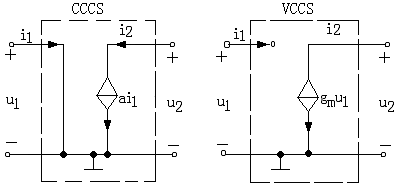 CCCS
VCCS
i1
i2
i1
i2
+
+
+
+
u1
ai1
u2
u1
gmu1
u2
−
−
−
−